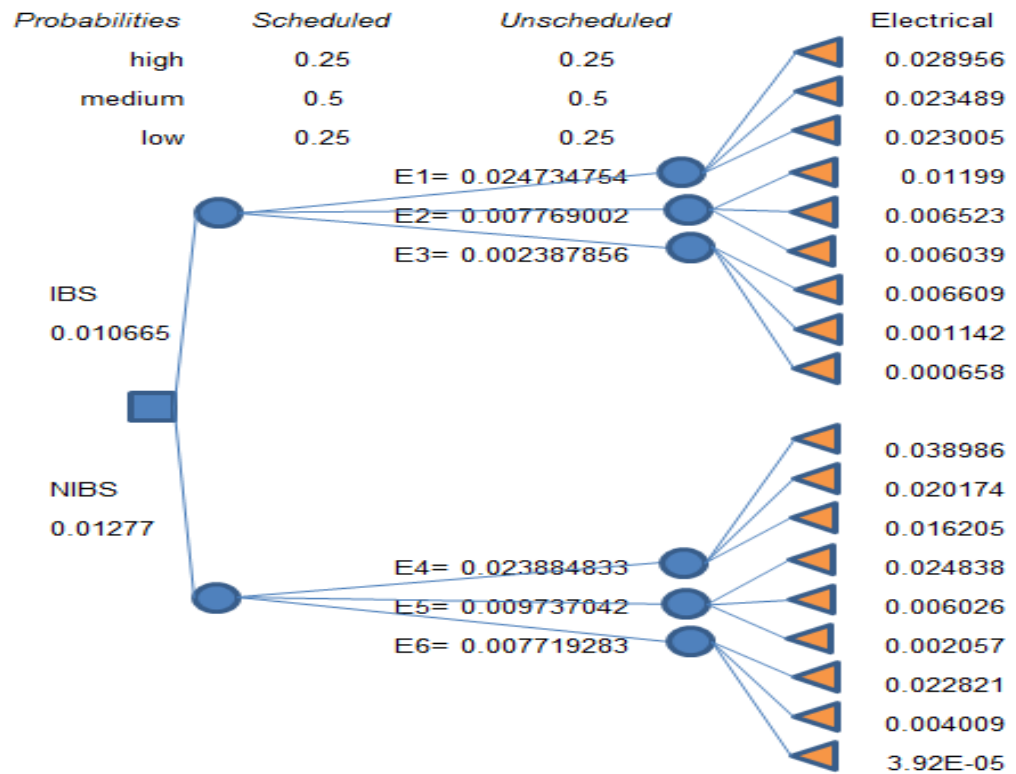 Probabilities Scheduled Unscheduled Electrical
high 0.25 0.25 0.028956
medium 0.5 0.5 0.023489
low 0.25 0.25 0.023005
E1= 0.024734754 0.01199
E2= 0.007769002 0.006523
E3= 0.002387856 0.006039
IBS 0.006609
0.010665 0.001142
0.000658
0.038986
NIBS 0.020174
0.01277 0.016205
E4= 0.023884833 0.024838
E5= 0.009737042 0.006026
E6= 0.007719283 0.002057
0.022821
0.004009
3.92E-05